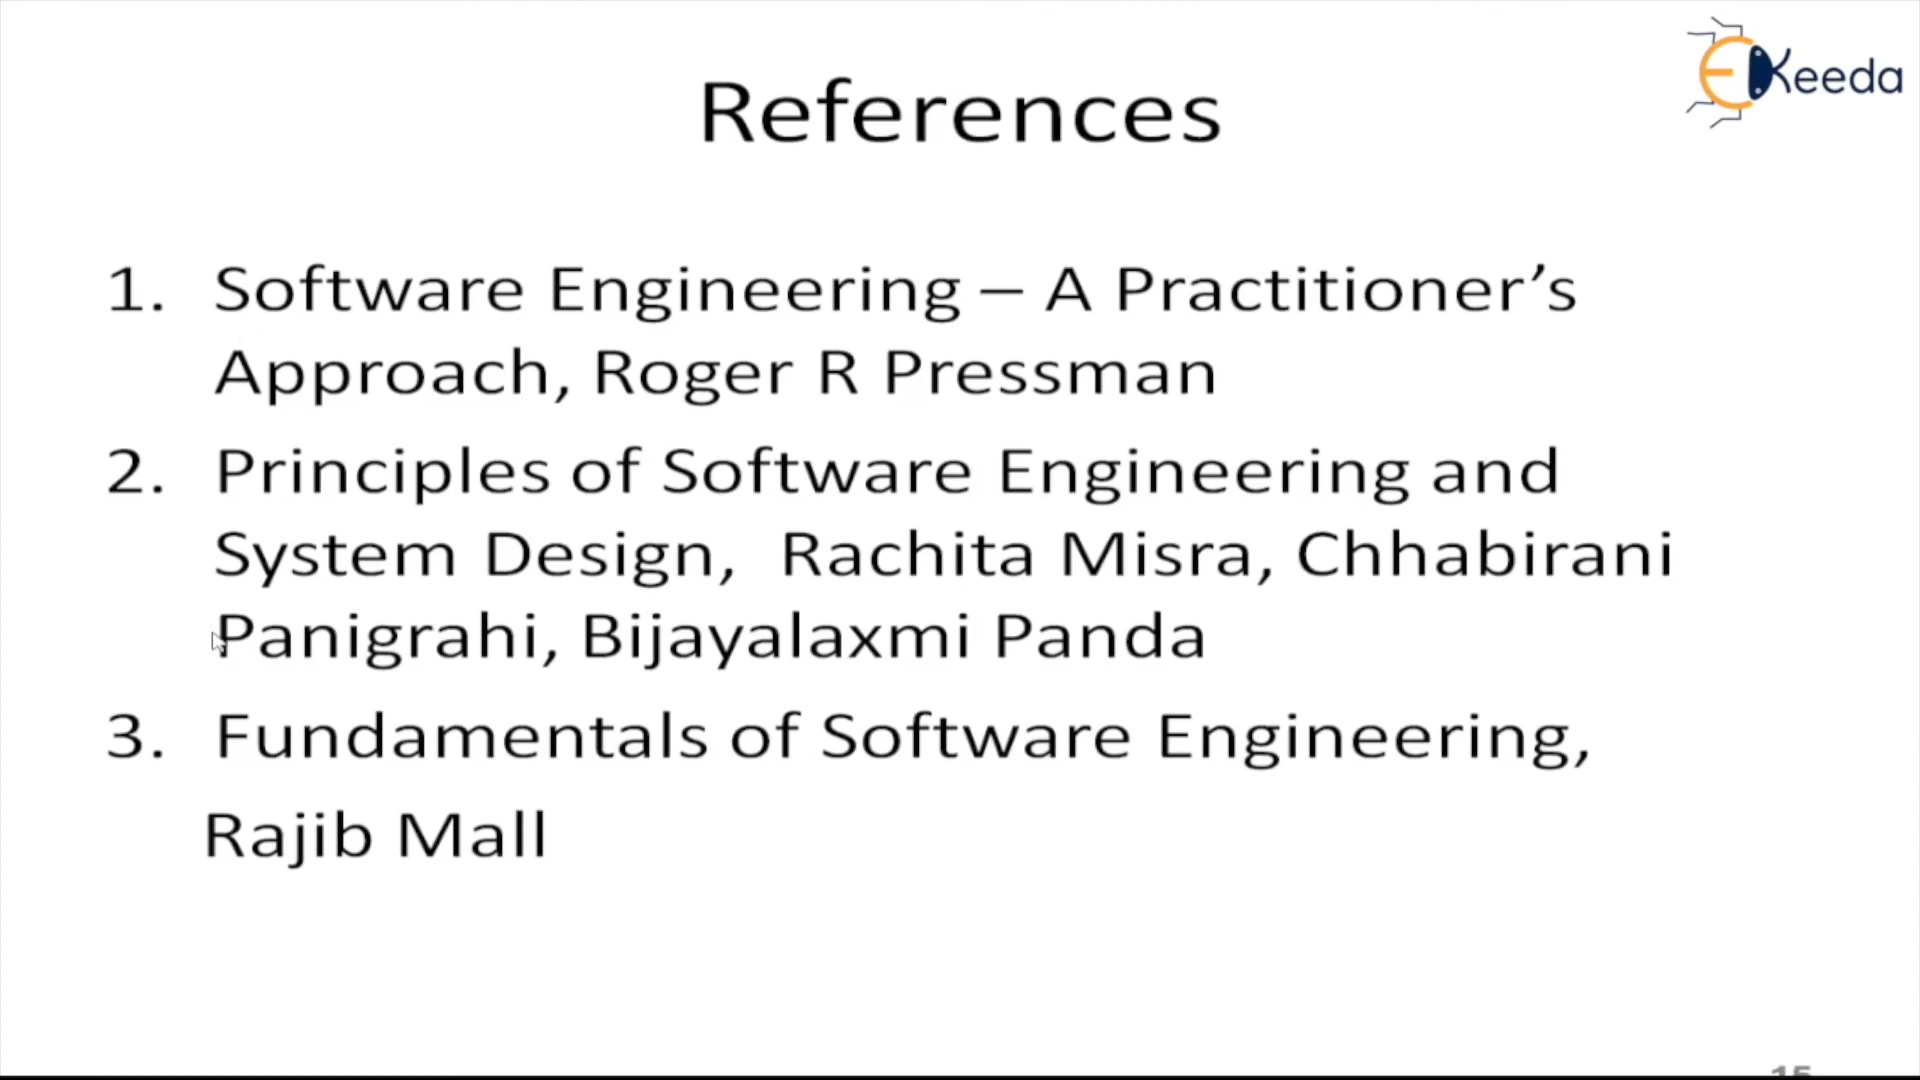 EKeeda
References
1. Software Engineering – A Practitioner’s
Approach, Roger R Pressman
2. Principles of Software Engineering and
System Design, Rachita Misra, Chhabirani
Panigrahi, Bijayalaxmi Panda
3. Fundamentals of Software Engineering,
Rajib Mall